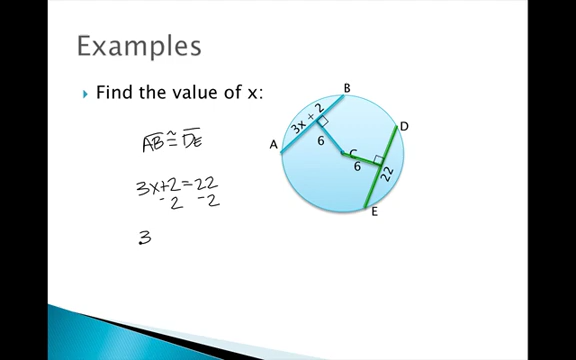 Examples
Find the value of x:
AB ≅ DE
3x+2=22
-2 -2
3
B
3x + 2
D
A
6
C
6
22
E